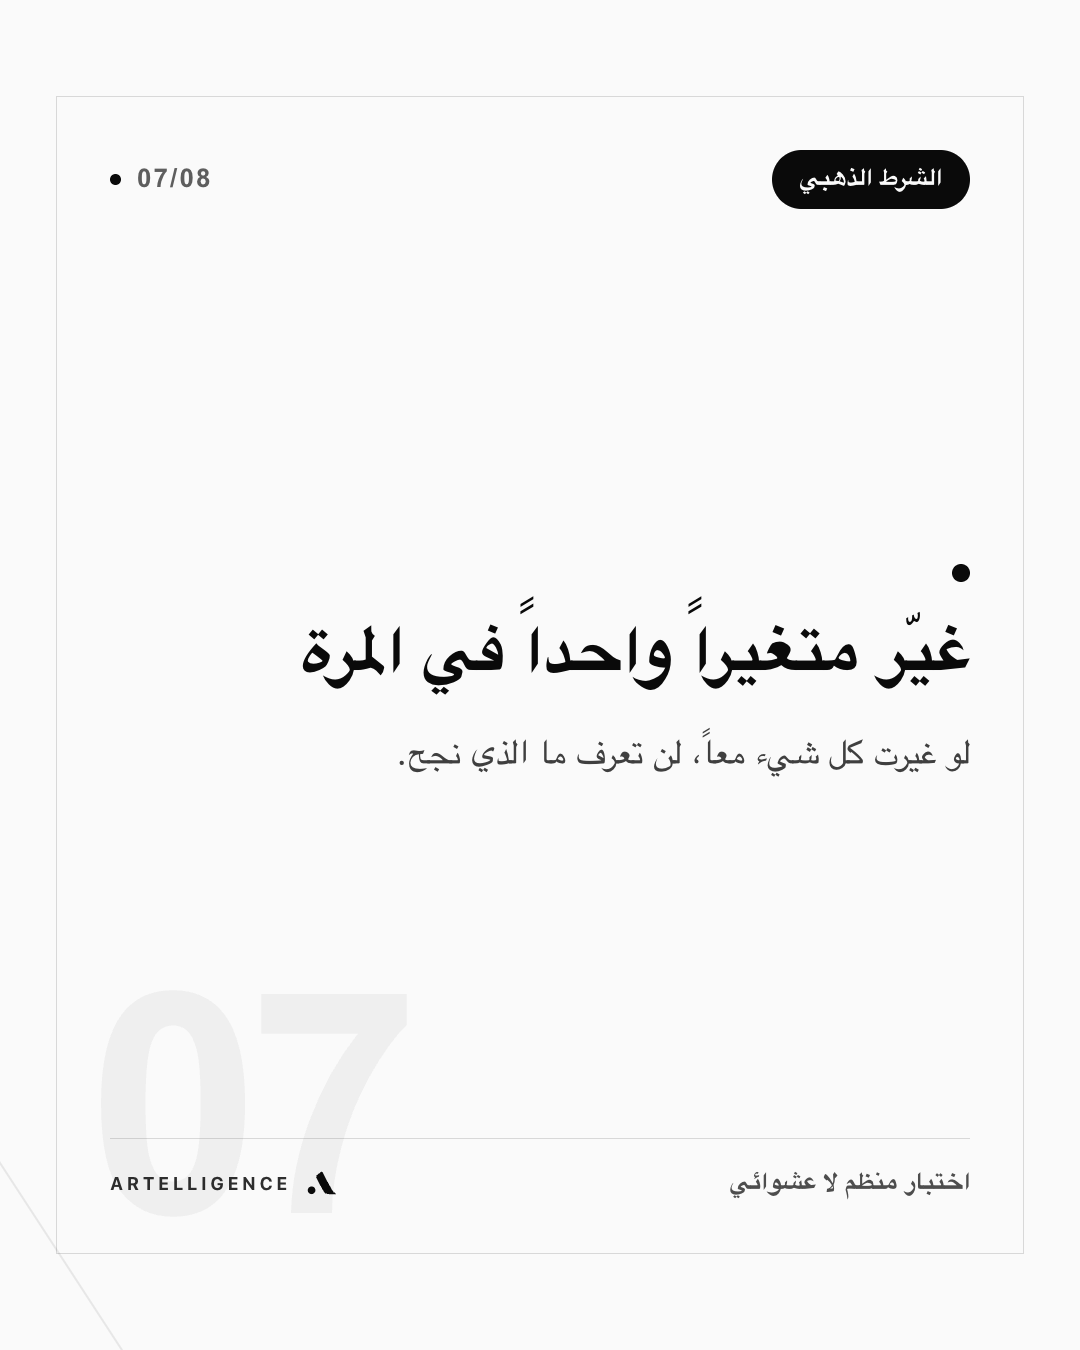 الشرط الذهبي
07/08
غيّر متغيراً واحداً في المرة
لو غيرت كل شيء معاً، لن تعرف ما الذي نجح.
07
اختبار منظم لا عشوائي
ARTELLIGENCE